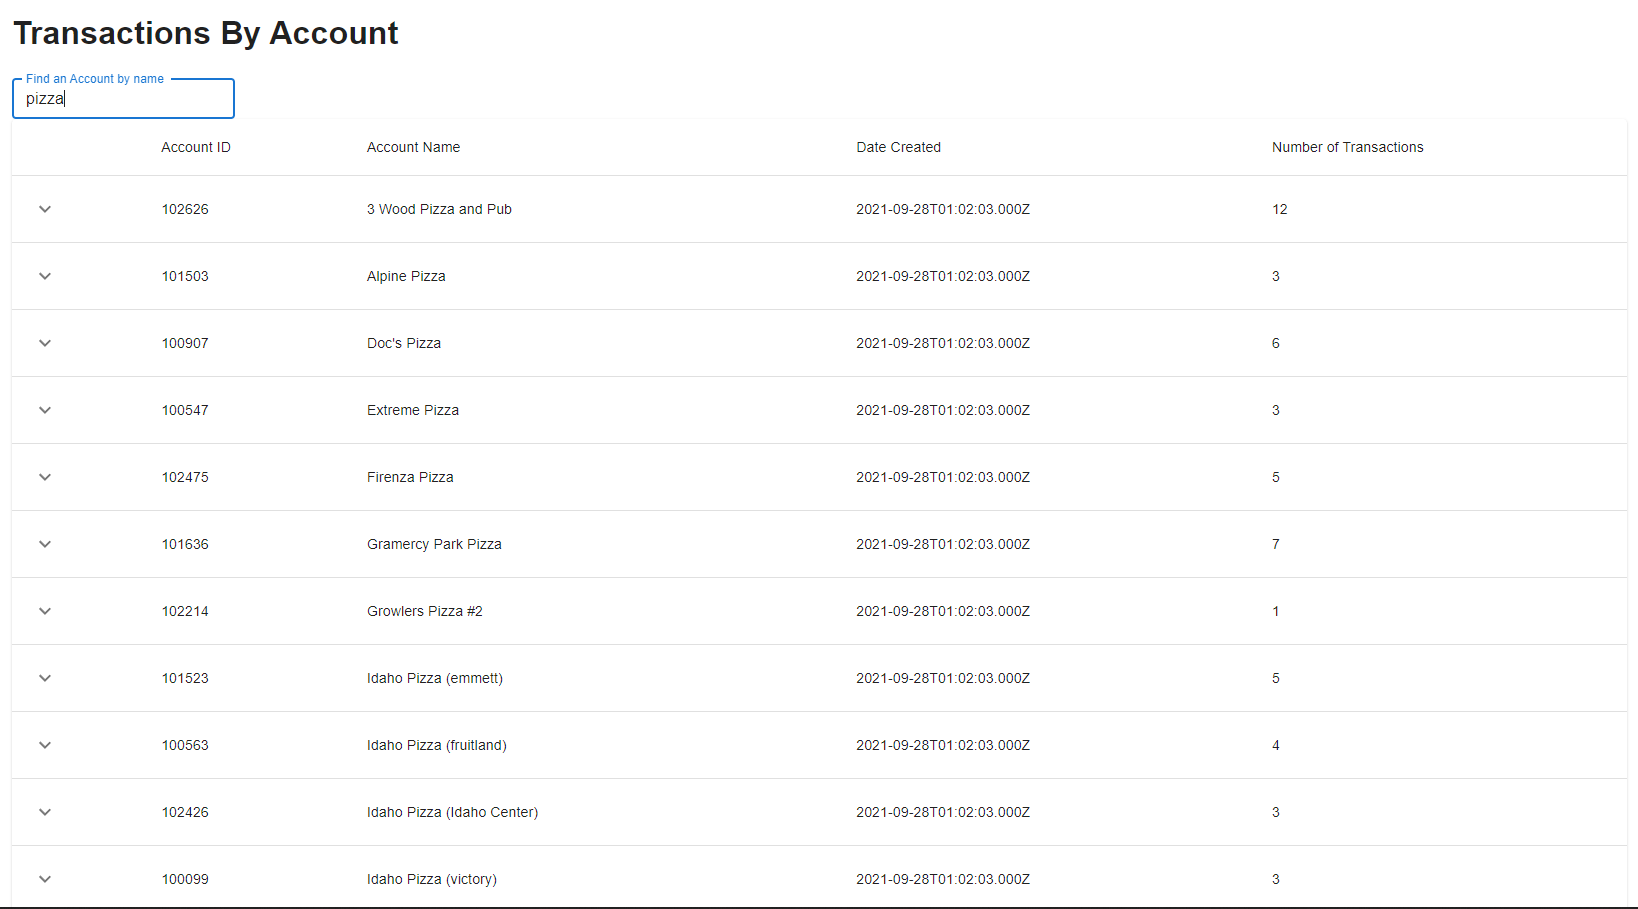 Transactions By Account
Find an Account by name
pizza
Account ID Account Name Date Created Number of Transactions
102626 3 Wood Pizza and Pub 2021-09-28T01:02:03.000Z 12
101503 Alpine Pizza 2021-09-28T01:02:03.000Z 3
100907 Doc's Pizza 2021-09-28T01:02:03.000Z 6
100547 Extreme Pizza 2021-09-28T01:02:03.000Z 3
102475 Firenza Pizza 2021-09-28T01:02:03.000Z 5
101636 Gramercy Park Pizza 2021-09-28T01:02:03.000Z 7
102214 Growlers Pizza #2 2021-09-28T01:02:03.000Z 1
101523 Idaho Pizza (emmett) 2021-09-28T01:02:03.000Z 5
100563 Idaho Pizza (fruitland) 2021-09-28T01:02:03.000Z 4
102426 Idaho Pizza (Idaho Center) 2021-09-28T01:02:03.000Z 3
100099 Idaho Pizza (victory) 2021-09-28T01:02:03.000Z 3